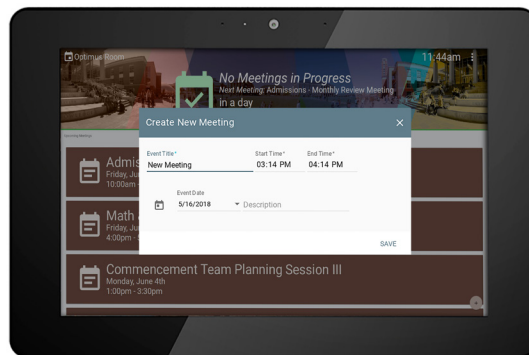 Optimus Room
11:44am
No Meetings in Progress
Next Meeting: Admissions - Monthly Review Meeting
in a day
Create New Meeting
Event Title*
Start Time*
End Time*
New Meeting
03:14 PM
04:14 PM
Event Date
5/16/2018
Description
SAVE
Admis
Friday, Ju
10:00am -
Math
Friday, Ju
4:00pm -
Commencement Team Planning Session III
Monday, June 4th
1:00pm - 3:30pm